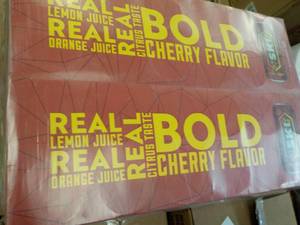 REAL
LEMON JUICE
REAL
ORANGE JUICE
REAL
CITRUS TASTE
BOLD
CHERRY FLAVOR
REAL
LEMON JUICE
REAL
ORANGE JUICE
REAL
CITRUS TASTE
BOLD
CHERRY FLAVOR